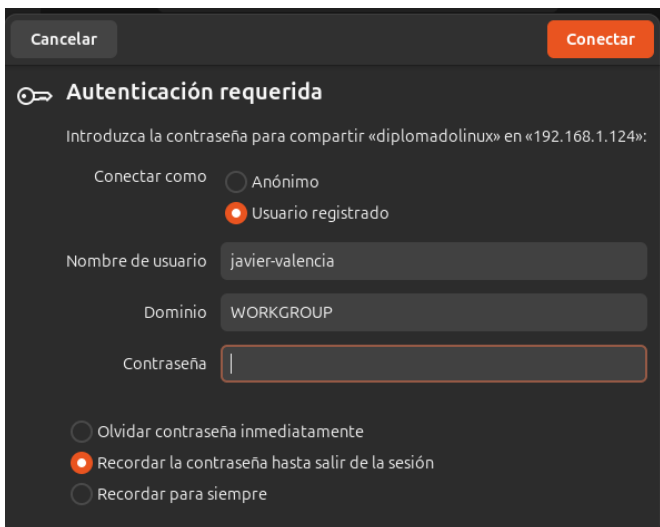 Cancelar
Conectar
Autenticación requerida
Introduzca la contraseña para compartir «diplomadolinux» en «192.168.1.124»:
Conectar como
Anónimo
Usuario registrado
Nombre de usuario javier-valencia
Dominio WORKGROUP
Contraseña
Olvidar contraseña inmediatamente
Recordar la contraseña hasta salir de la sesión
Recordar para siempre